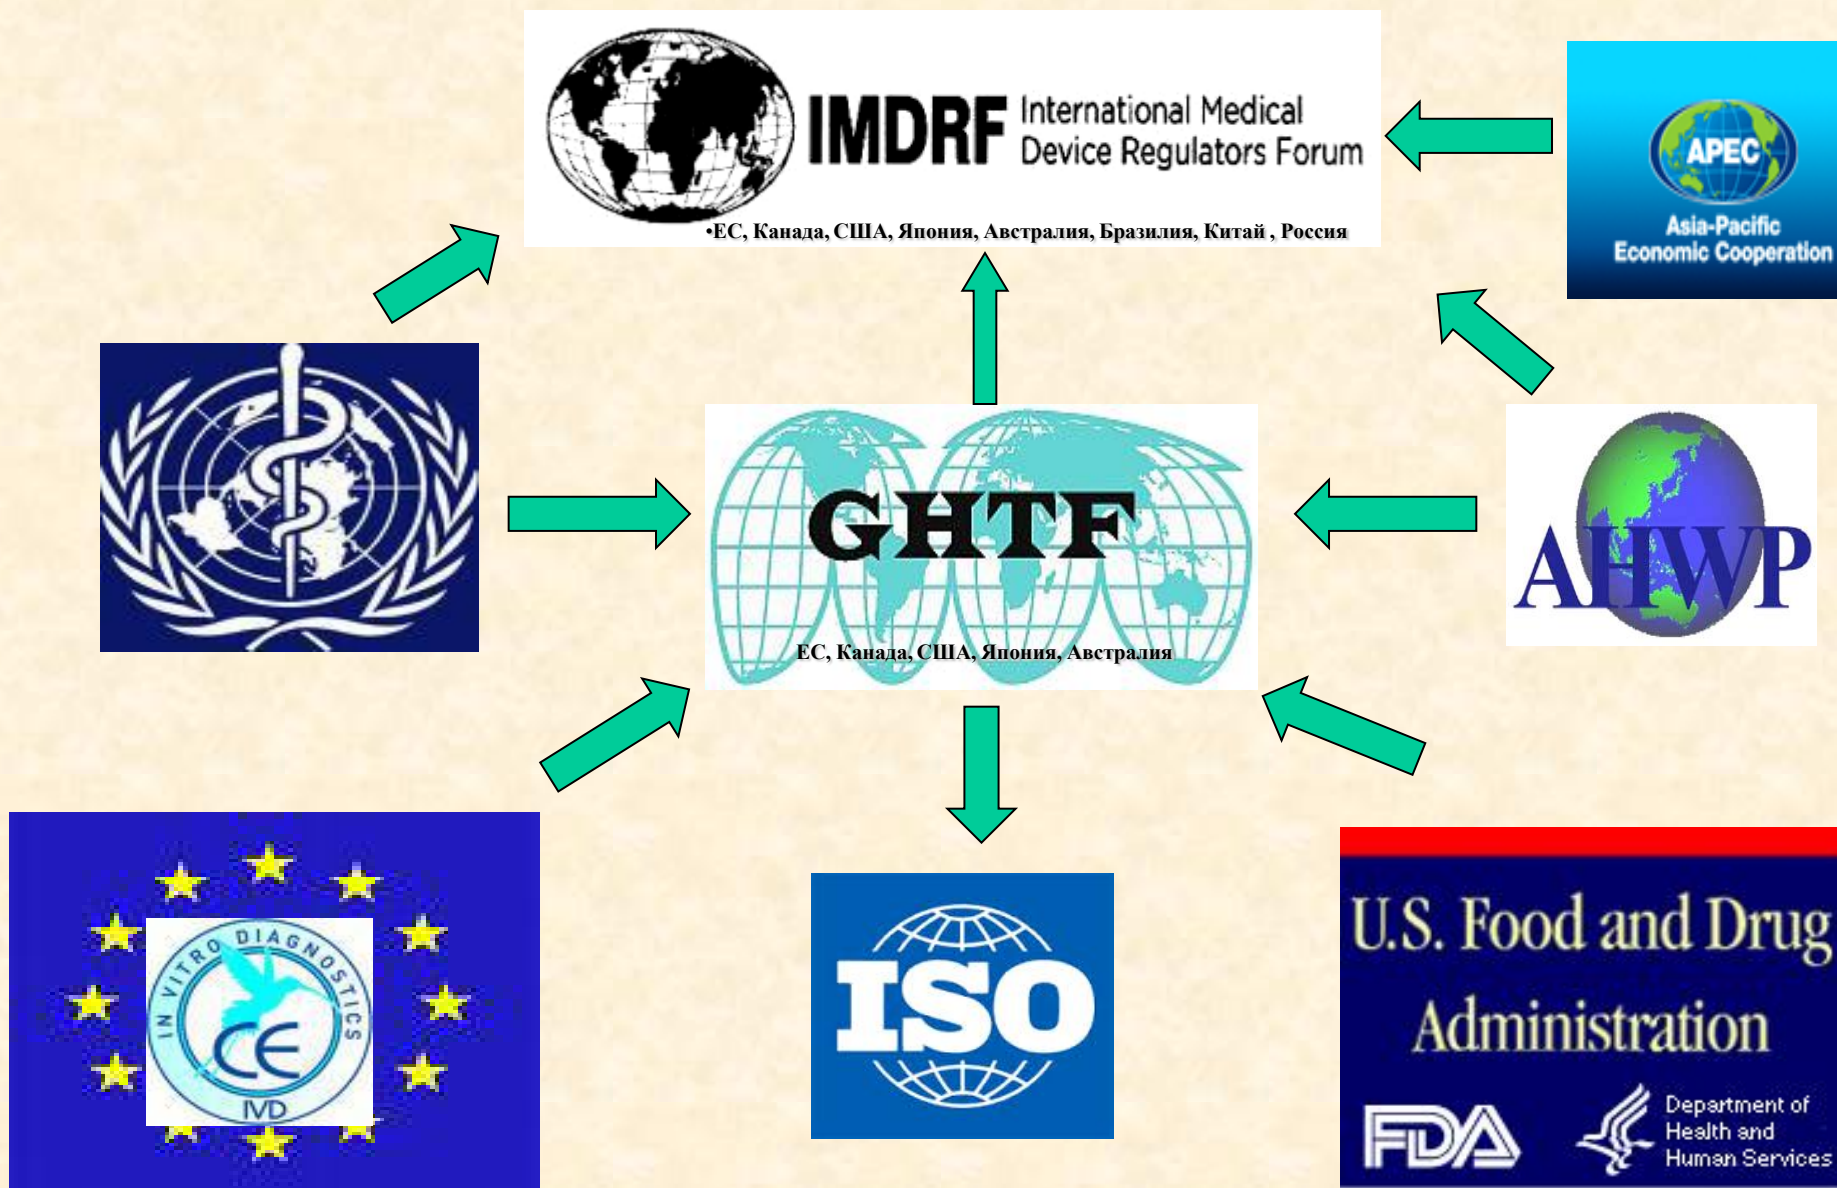 IMDRF
International Medical
Device Regulators Forum
•ЕС, Канада, США, Япония, Австралия, Бразилия, Китай , Россия
APEC
Asia-Pacific
Economic Cooperation
GHTF
ЕС, Канада, США, Япония, Австралия
AHWP
IN VITRO DIAGNOSTICS
CE
IVD
ISO
U.S. Food and Drug
Administration
FDA
Department of
Health and
Human Services